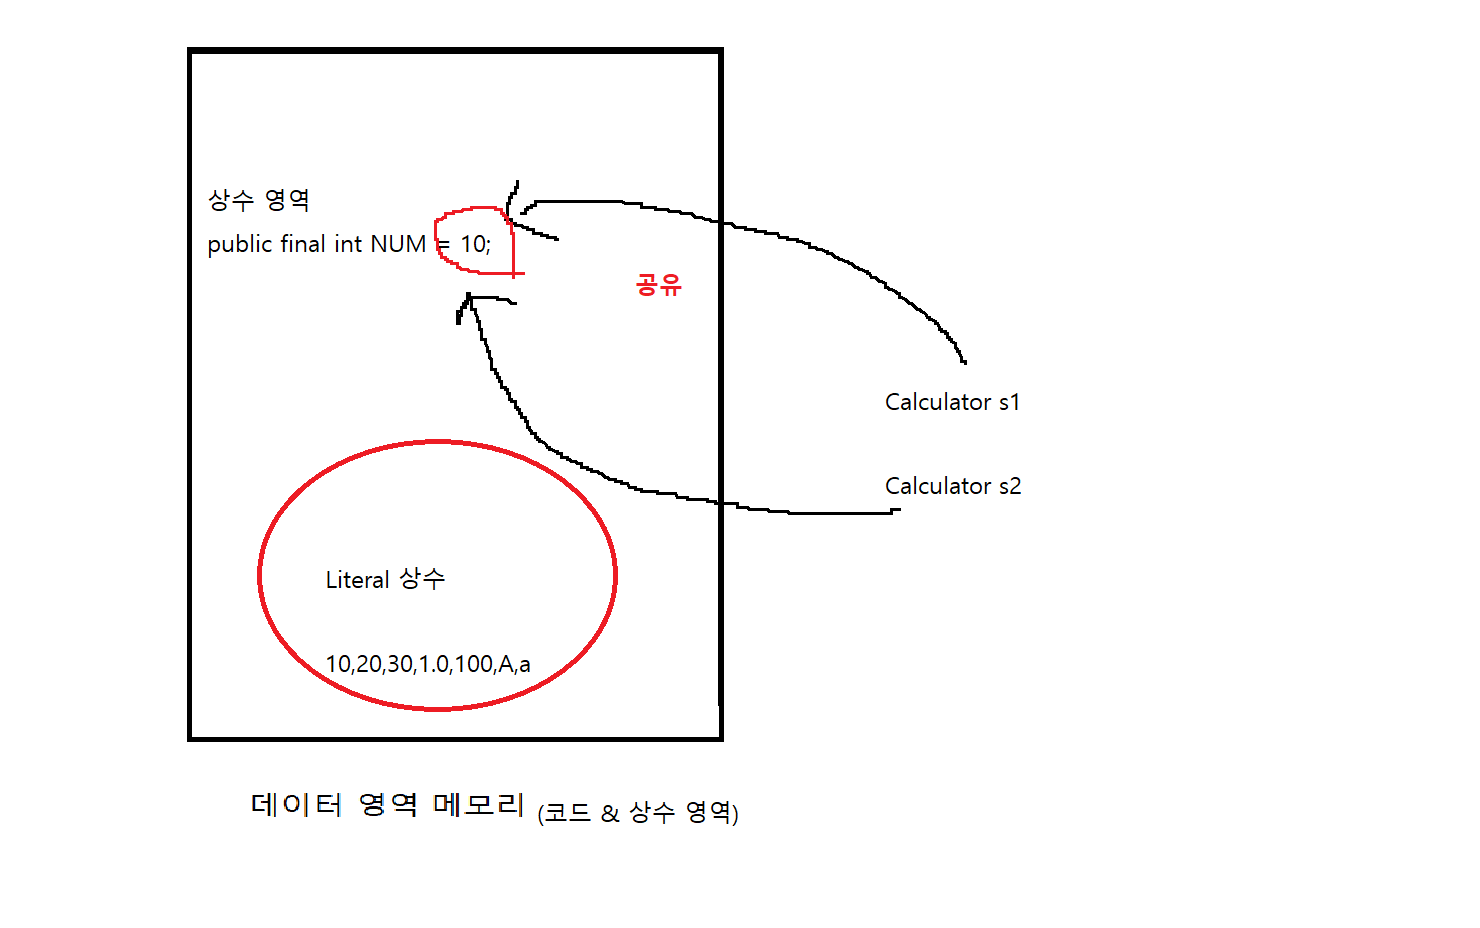 상수 영역
public final int NUM = 10;
공유
Calculator s1
Calculator s2
Literal 상수
10,20,30,1.0,100,A,a
데이터 영역 메모리 (코드 & 상수 영역)